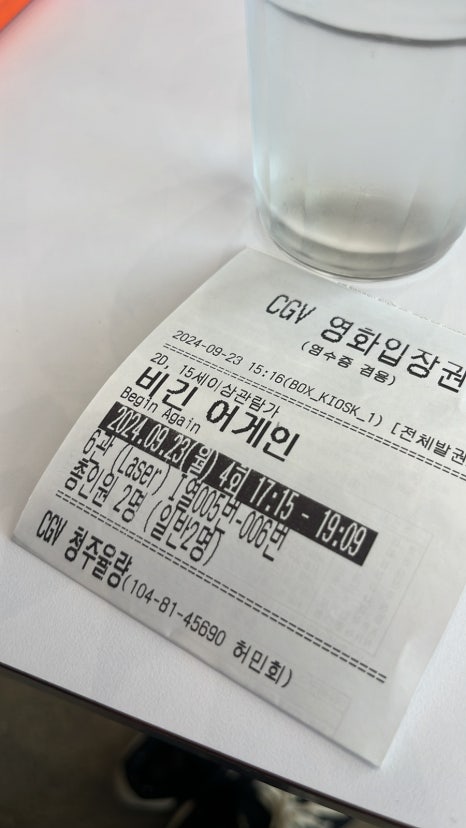 CGV 영화입장권
(영수증 겸용)
2024-09-23 15:16(BOX_KIOSK_1) [전체발권
2D, 15세이상관람가
비긴 어게인
Begin Again
2024.09.23(월) 4회 17:15 - 19:09
6관 (Laser) I열005번-006번
총인원 2명 (일반2명)
CGV 청주율량(104-81-45690 허민회)